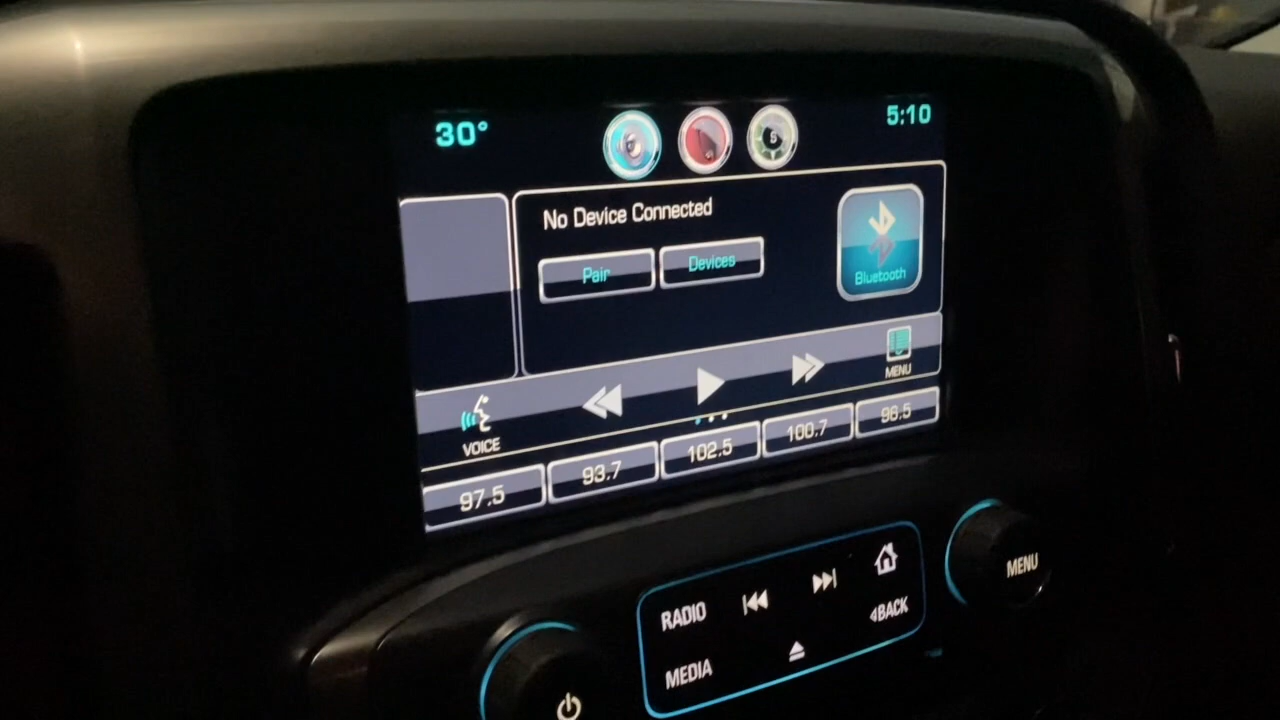 30°
5:10
No Device Connected
Pair
Devices
Bluetooth
MENU
VOICE
97.5
93.7
102.5
100.7
96.5
RADIO
BACK
MEDIA
MENU